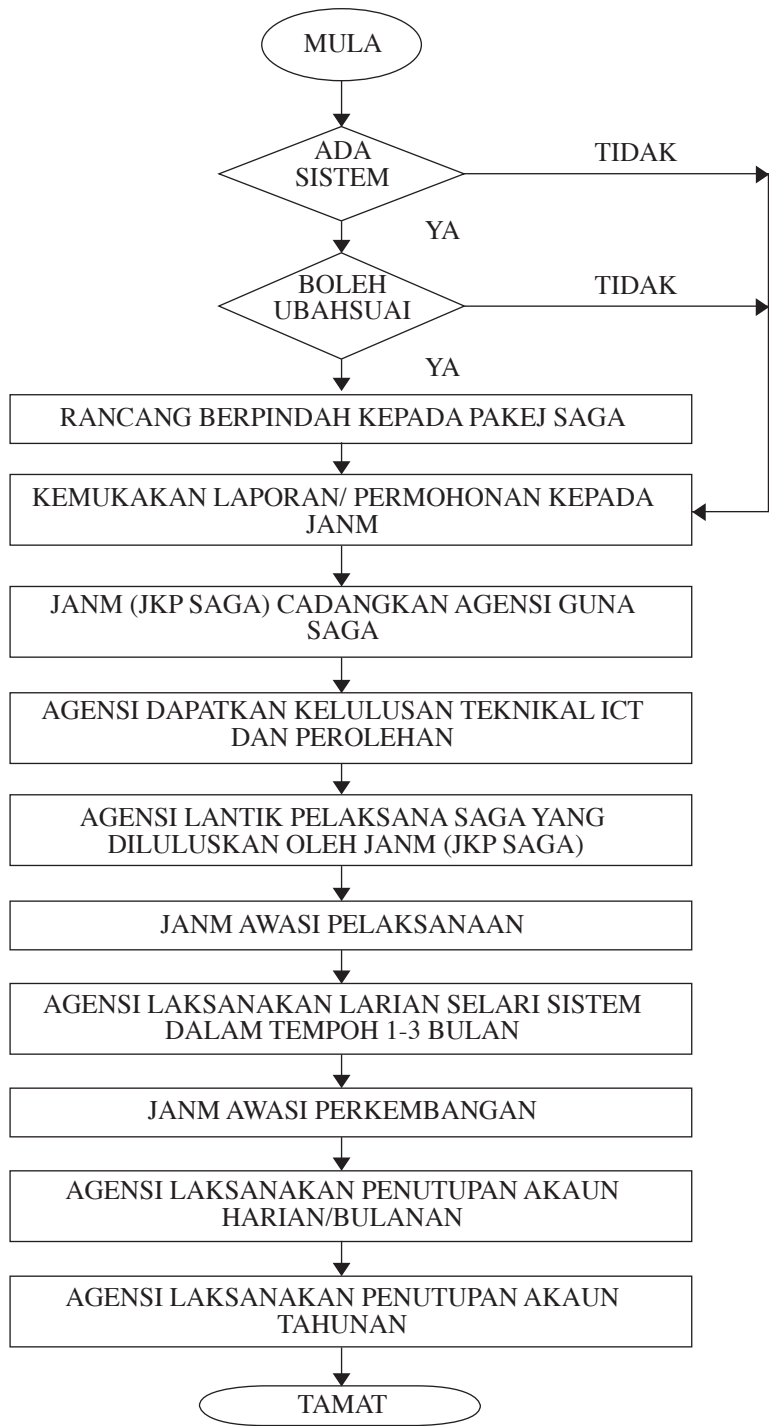 MULA
ADA
SISTEM
TIDAK
YA
BOLEH
UBAHSUAI
TIDAK
YA
RANCANG BERPINDAH KEPADA PAKEJ SAGA
KEMUKAKAN LAPORAN/ PERMOHONAN KEPADA
JANM
JANM (JKP SAGA) CADANGKAN AGENSI GUNA
SAGA
AGENSI DAPATKAN KELULUSAN TEKNIKAL ICT
DAN PEROLEHAN
AGENSI LANTIK PELAKSANA SAGA YANG
DILULUSKAN OLEH JANM (JKP SAGA)
JANM AWASI PELAKSANAAN
AGENSI LAKSANAKAN LARIAN SELARI SISTEM
DALAM TEMPOH 1-3 BULAN
JANM AWASI PERKEMBANGAN
AGENSI LAKSANAKAN PENUTUPAN AKAUN
HARIAN/BULANAN
AGENSI LAKSANAKAN PENUTUPAN AKAUN
TAHUNAN
TAMAT